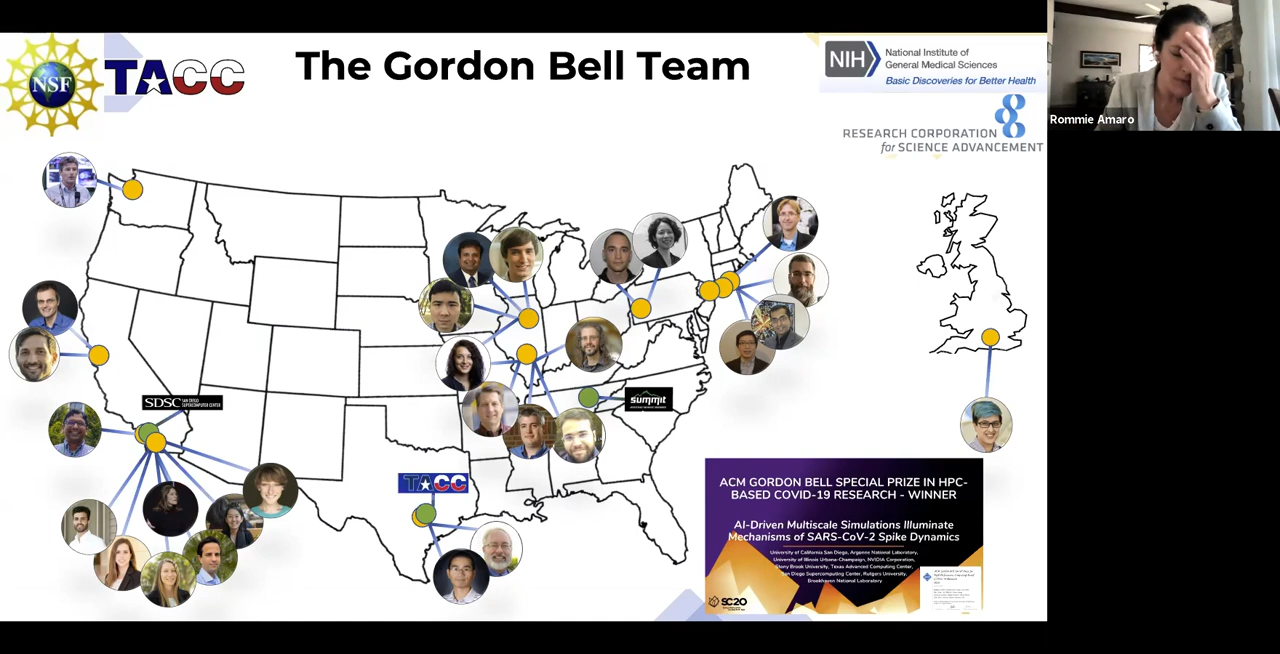 NSF
TACC
The Gordon Bell Team
NIH
National Institute of
General Medical Sciences
Basic Discoveries for Better Health
RESEARCH CORPORATION
for SCIENCE ADVANCEMENT
Rommie Amaro
SDSC SAN DIEGO
SUPERCOMPUTER CENTER
summit
TACC
ACM GORDON BELL SPECIAL PRIZE IN HPC-
BASED COVID-19 RESEARCH - WINNER
AI-Driven Multiscale Simulations Illuminate
Mechanisms of SARS-CoV-2 Spike Dynamics
University of California San Diego, Argonne National Laboratory,
University of Illinois Urbana-Champaign, NVIDIA Corporation,
Stony Brook University, Texas Advanced Computing Center,
San Diego Supercomputing Center, Rutgers University,
Brookhaven National Laboratory
SC20